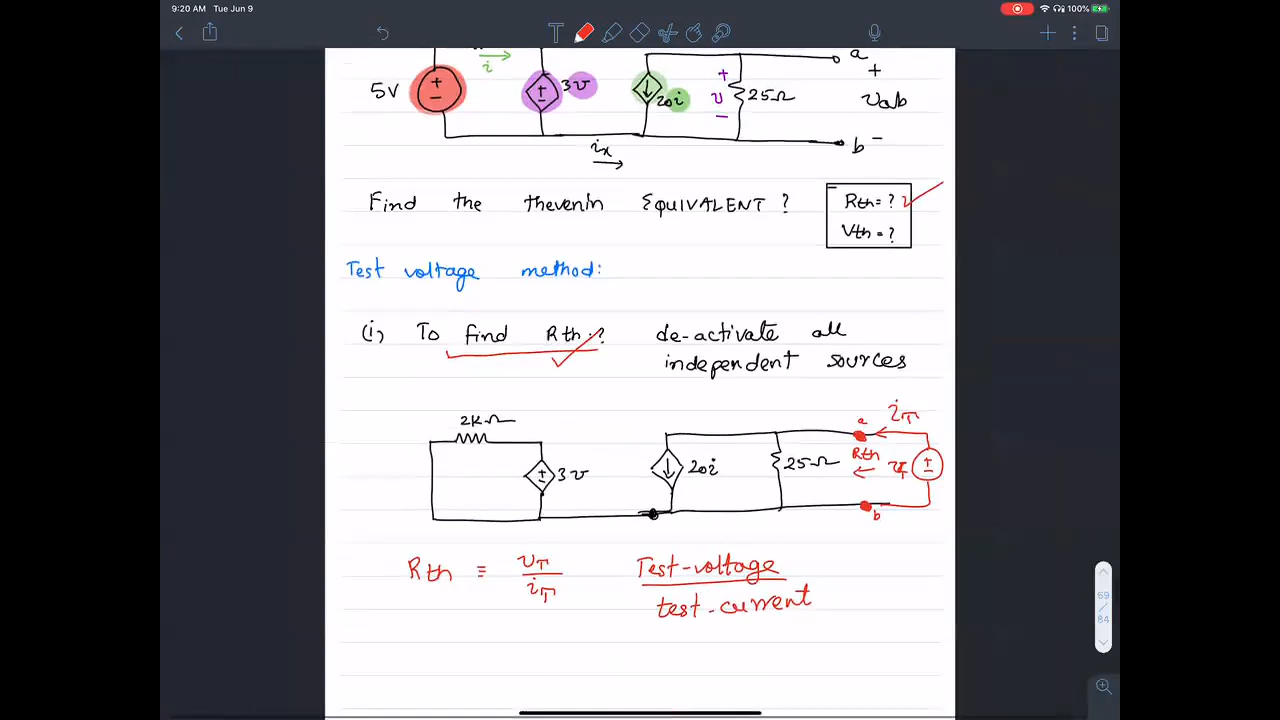 9:20 AM Tue Jun 9
100%
i
5V
3v
20i
+
v
-
25Ω
a
+
vab
b -
ix
Find the thevenin EQUIVALENT ?
Rth = ?
Vth = ?
Test voltage method:
(i) To find Rth ? de-activate all
independent sources
2kΩ
3v
20i
25Ω
a
iT
Rth
vT
b
Rth ≡ vT / iT
Test-voltage
test-current
59
/
84